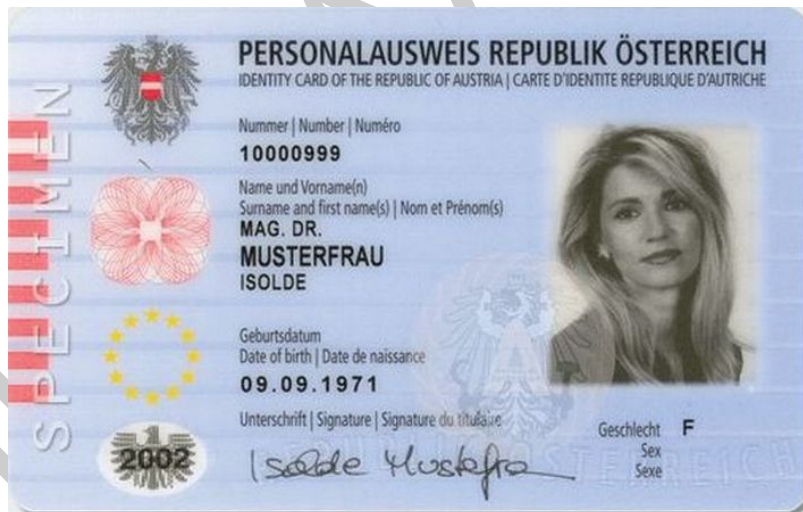 PERSONALAUSWEIS REPUBLIK ÖSTERREICH
IDENTITY CARD OF THE REPUBLIC OF AUSTRIA | CARTE D'IDENTITE REPUBLIQUE D'AUTRICHE
Nummer | Number | Numéro
10000999
Name und Vorname(n)
Surname and first name(s) | Nom et Prénom(s)
MAG. DR.
MUSTERFRAU
ISOLDE
Geburtsdatum
Date of birth | Date de naissance
09.09.1971
Unterschrift | Signature | Signature du titulaire
Isolde
Geschlecht F
Sex
Sexe
2002
SPECIMEN